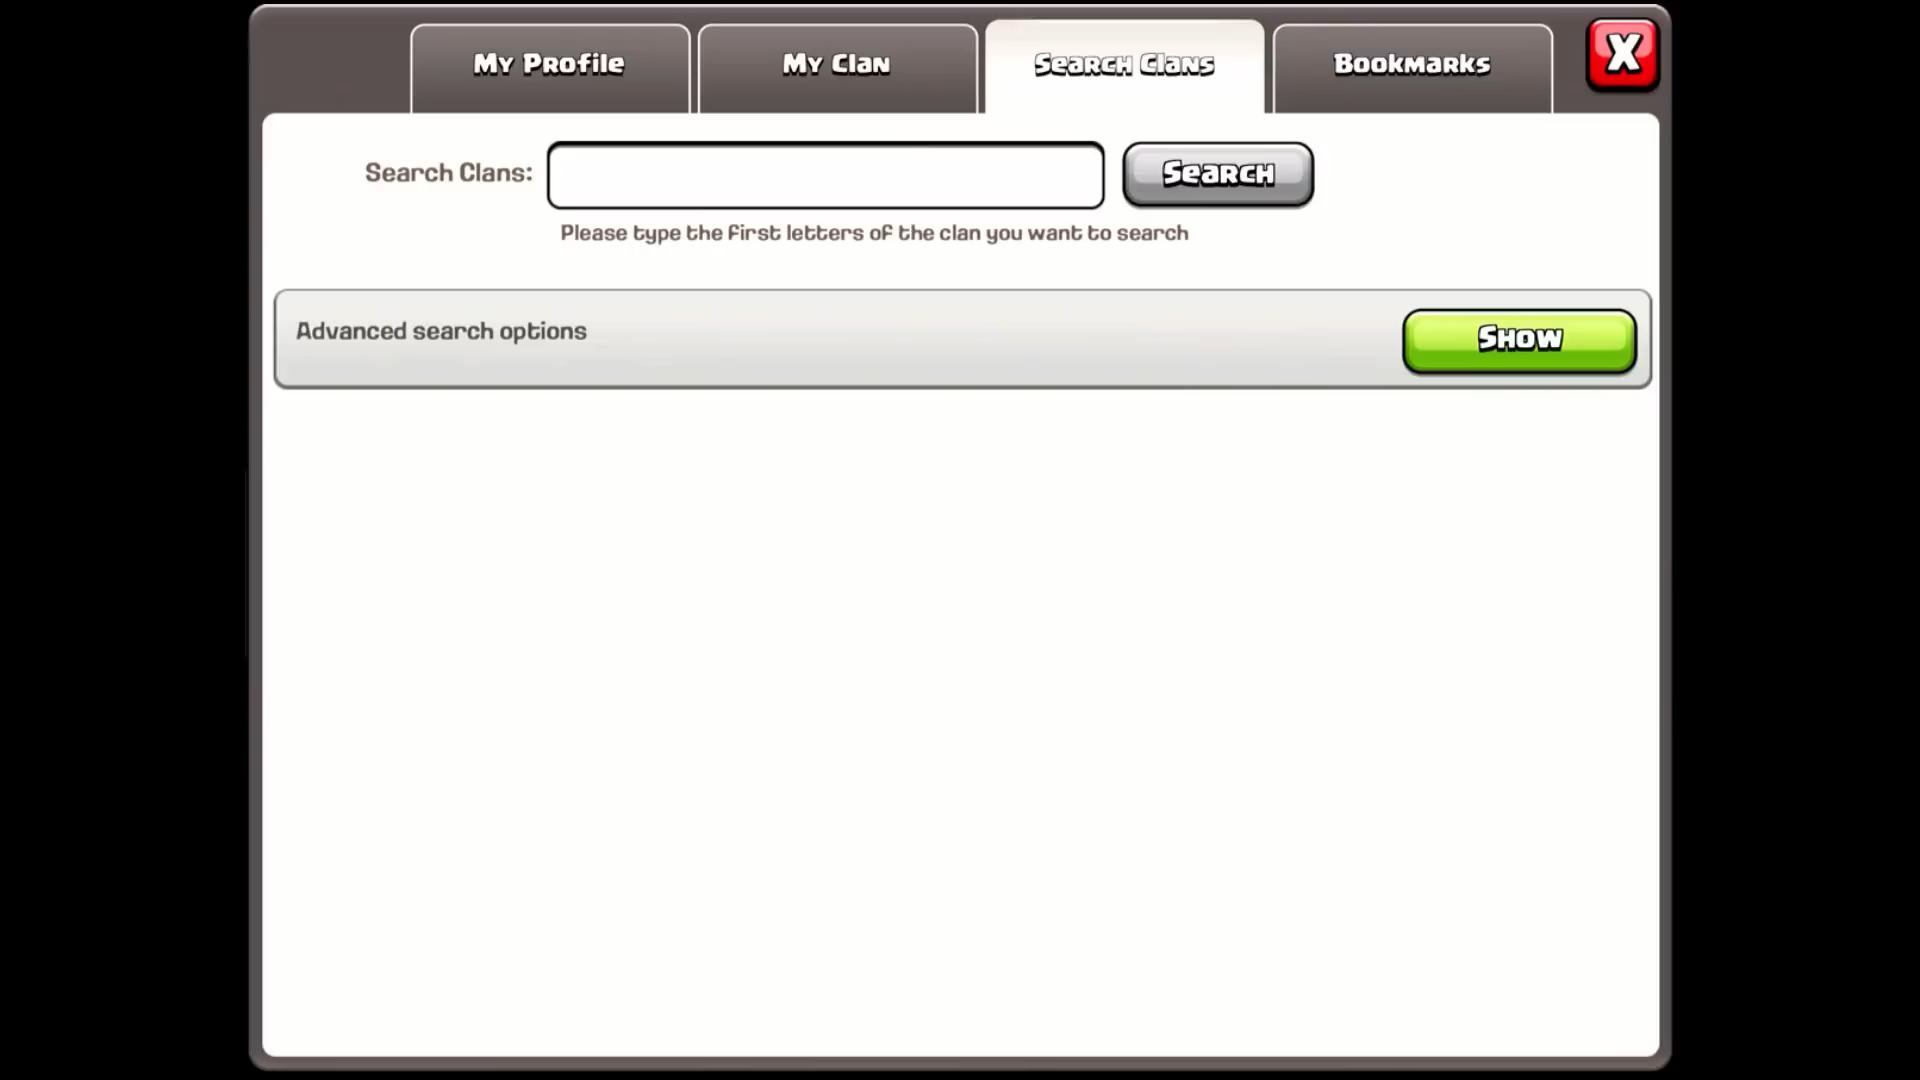 My Profile
My Clan
Search Clans
Bookmarks
X
Search Clans:
Search
Please type the first letters of the clan you want to search
Advanced search options
Show